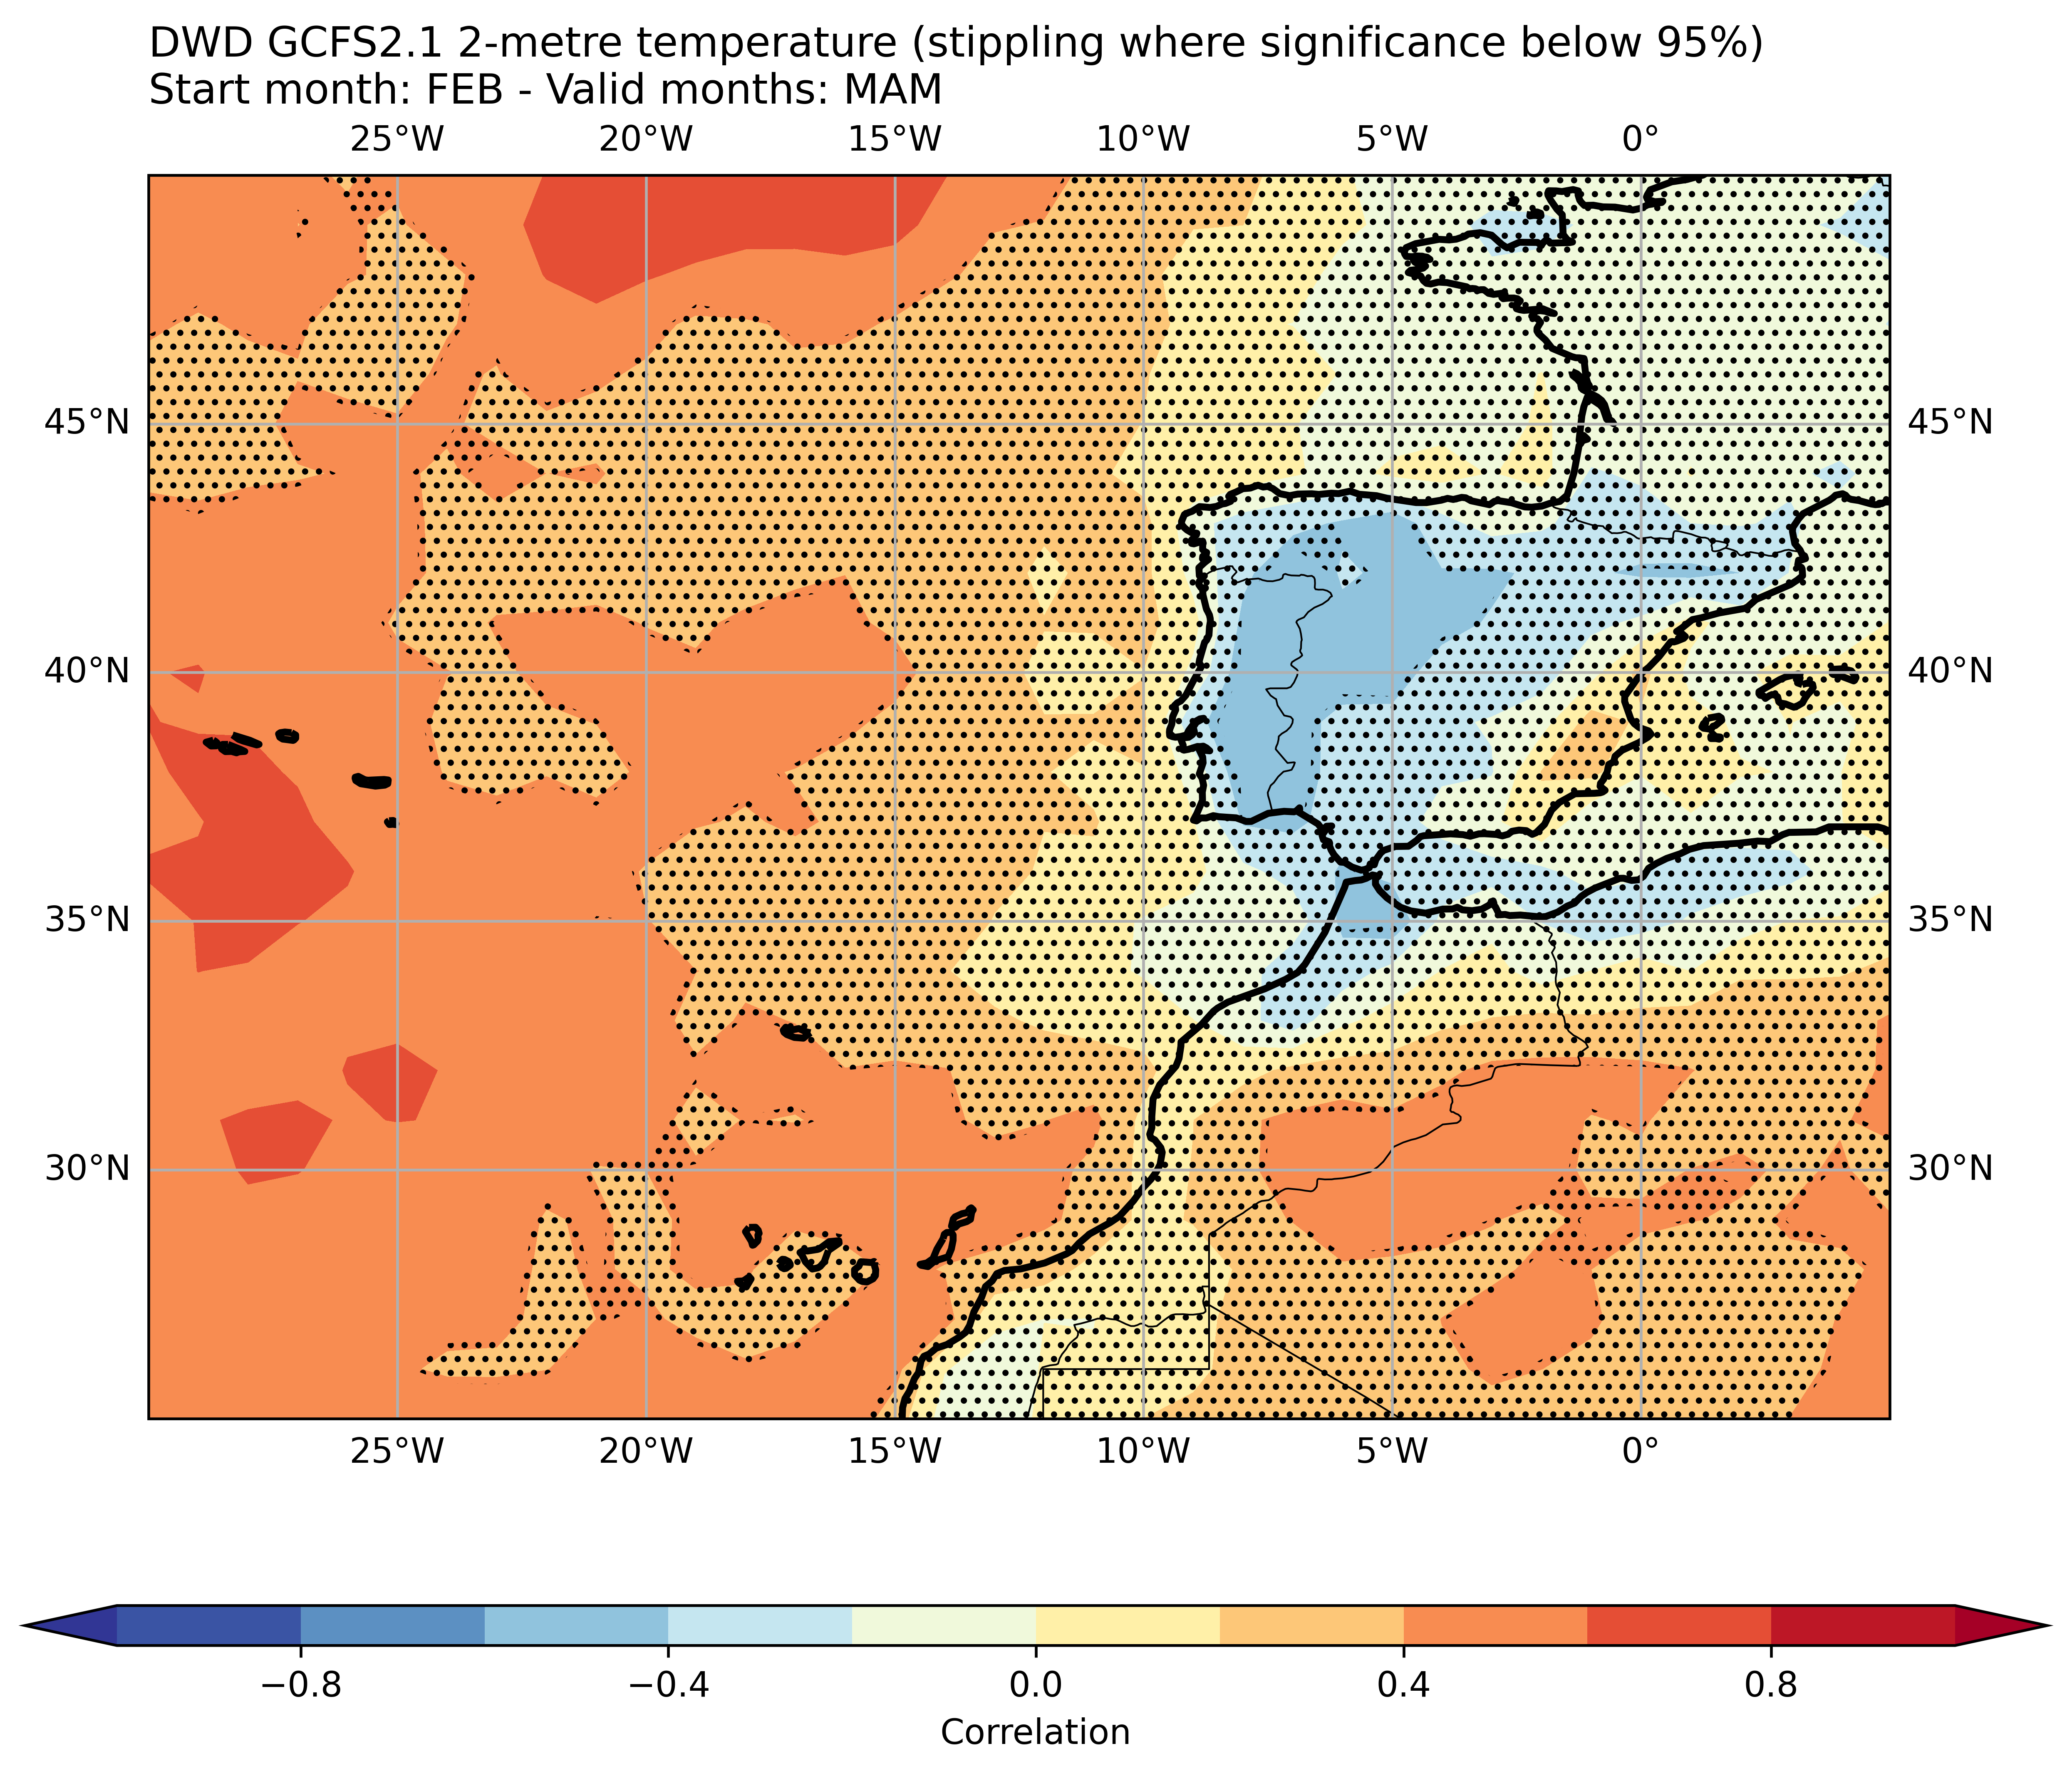 DWD GCFS2.1 2-metre temperature (stippling where significance below 95%)
Start month: FEB - Valid months: MAM
25°W 20°W 15°W 10°W 5°W 0°
45°N 45°N
40°N 40°N
35°N 35°N
30°N 30°N
25°W 20°W 15°W 10°W 5°W 0°
−0.8 −0.4 0.0 0.4 0.8
Correlation